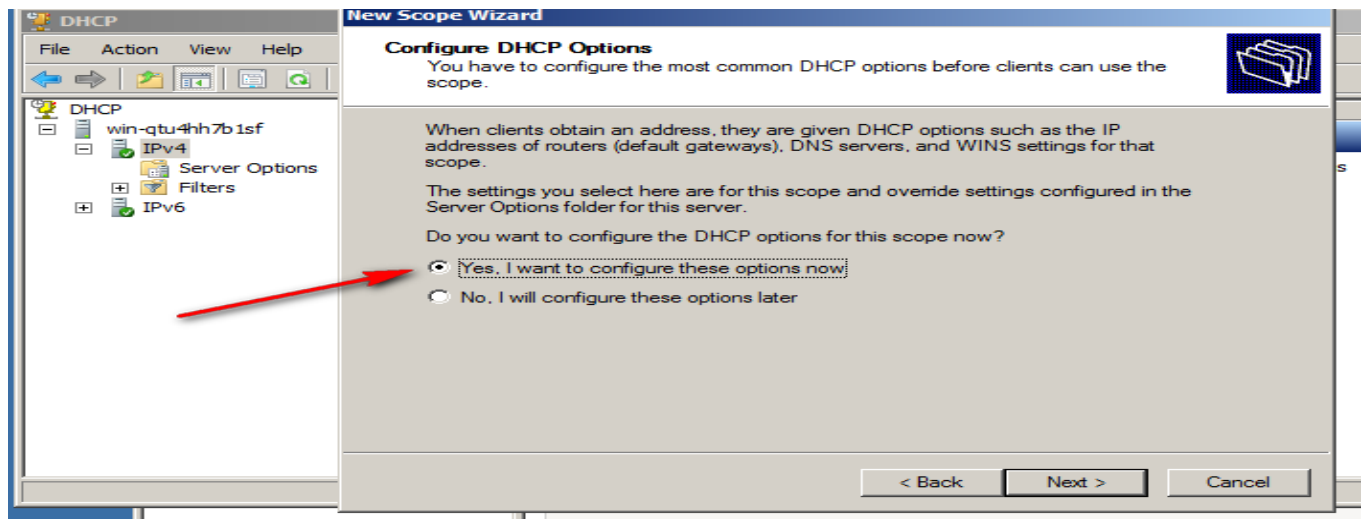 DHCP
File Action View Help
DHCP
win-qtu4hh7b1sf
IPv4
Server Options
Filters
IPv6
New Scope Wizard
Configure DHCP Options
You have to configure the most common DHCP options before clients can use the
scope.
When clients obtain an address, they are given DHCP options such as the IP
addresses of routers (default gateways), DNS servers, and WINS settings for that
scope.
The settings you select here are for this scope and override settings configured in the
Server Options folder for this server.
Do you want to configure the DHCP options for this scope now?
Yes, I want to configure these options now
No, I will configure these options later
< Back Next > Cancel
s